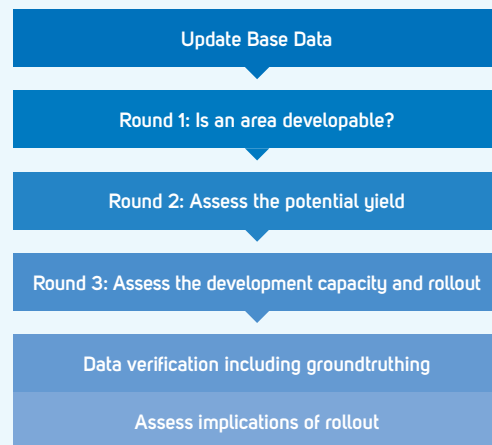 Update Base Data
Round 1: Is an area developable?
Round 2: Assess the potential yield
Round 3: Assess the development capacity and rollout
Data verification including groundtruthing
Assess implications of rollout